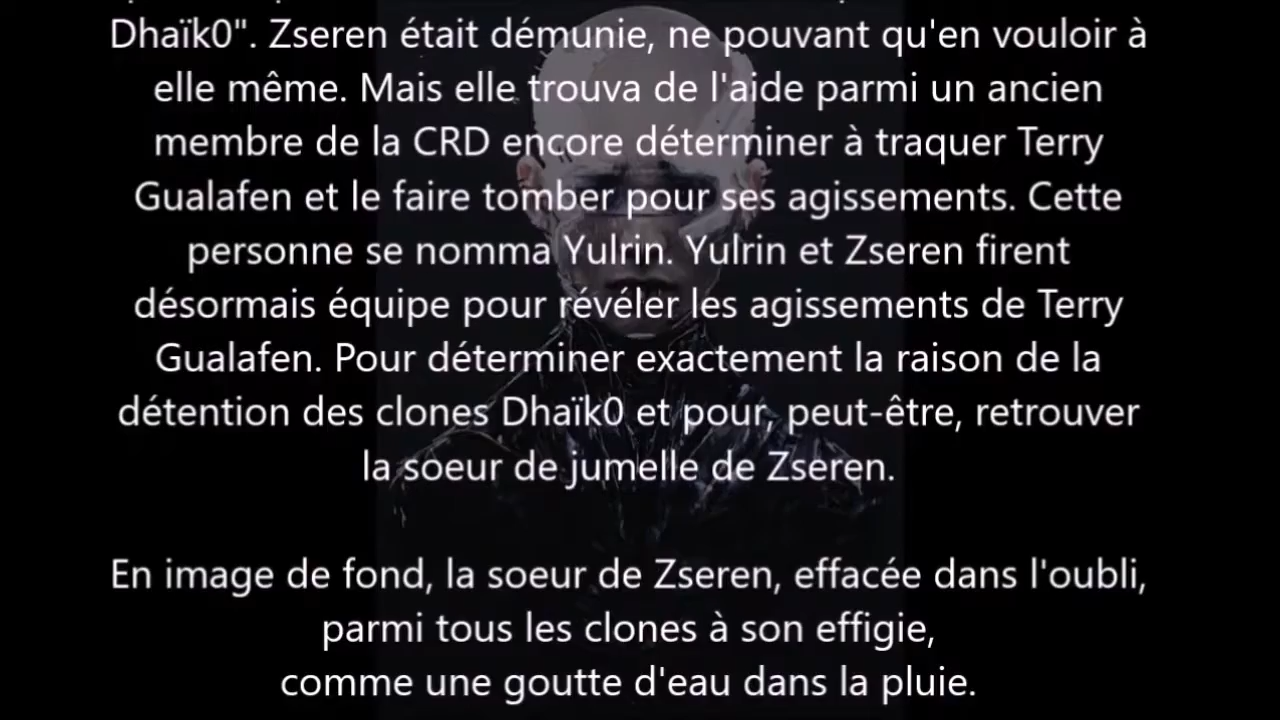 Dhaïk0". Zseren était démunie, ne pouvant qu'en vouloir à
elle même. Mais elle trouva de l'aide parmi un ancien
membre de la CRD encore déterminer à traquer Terry
Gualafen et le faire tomber pour ses agissements. Cette
personne se nomma Yulrin. Yulrin et Zseren firent
désormais équipe pour révéler les agissements de Terry
Gualafen. Pour déterminer exactement la raison de la
détention des clones Dhaïk0 et pour, peut-être, retrouver
la soeur de jumelle de Zseren.
En image de fond, la soeur de Zseren, effacée dans l'oubli,
parmi tous les clones à son effigie,
comme une goutte d'eau dans la pluie.